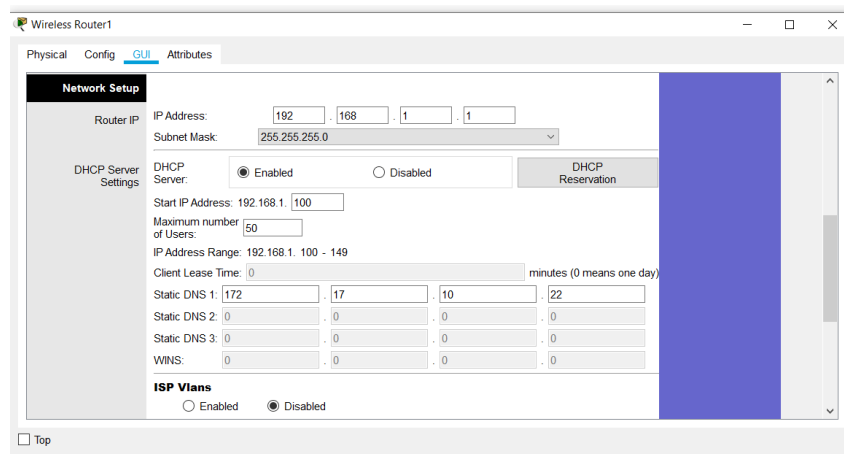 Wireless Router1
Physical Config GUI Attributes
Network Setup
Router IP
IP Address: 192 . 168 . 1 . 1
Subnet Mask: 255.255.255.0
DHCP Server Settings
DHCP Server: Enabled Disabled DHCP Reservation
Start IP Address: 192.168.1. 100
Maximum number of Users: 50
IP Address Range: 192.168.1. 100 - 149
Client Lease Time: 0 minutes (0 means one day)
Static DNS 1: 172 . 17 . 10 . 22
Static DNS 2: 0 . 0 . 0 . 0
Static DNS 3: 0 . 0 . 0 . 0
WINS: 0 . 0 . 0 . 0
ISP Vlans
Enabled Disabled
Top